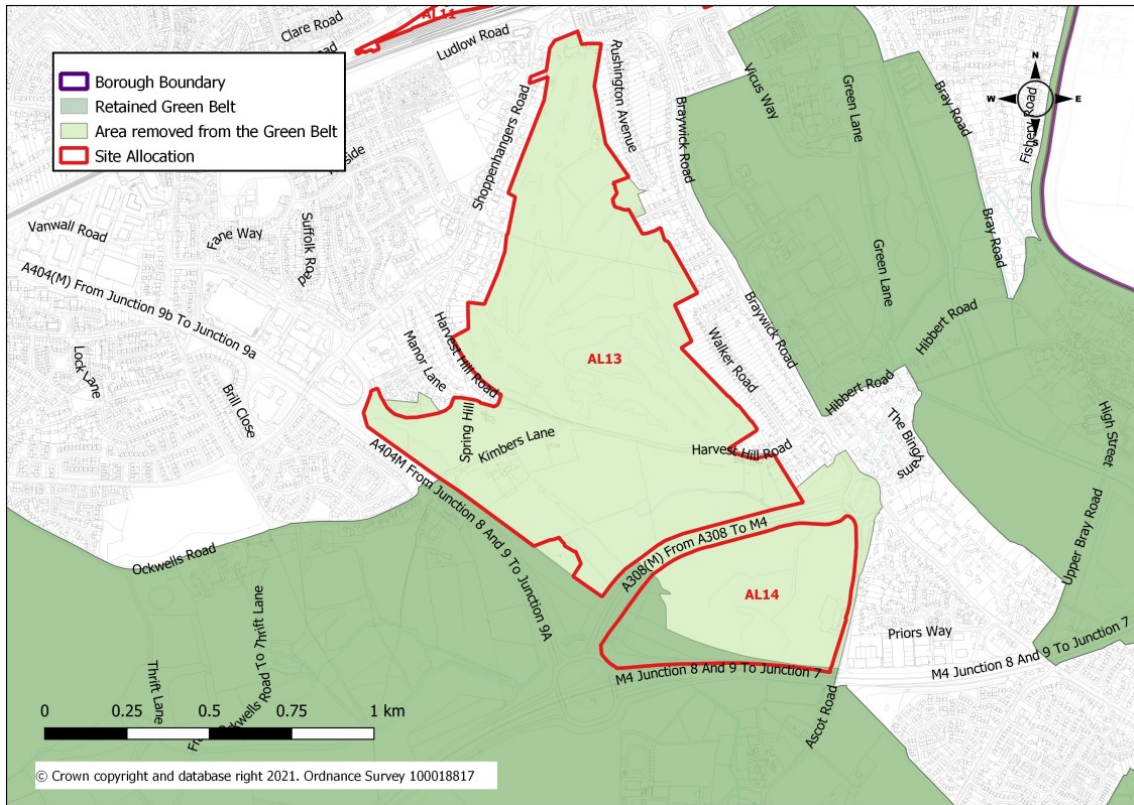 AL11
Clare Road
Road
Ludlow Road
Borough Boundary
Retained Green Belt
Area removed from the Green Belt
Site Allocation
Shoppenhangers Road
Rushington Avenue
Vicus Way
Green Lane
Bray Road
N
W
E
S
Fishery Road
Braywick Road
Vanwall Road
Fane Way
Suffolk Road
A404(M) From Junction 9b To Junction 9a
Green Lane
Bray Road
Lock Lane
Brill Close
Manor Lane
Harvest Hill Road
AL13
Walker Road
Braywick Road
Hibbert Road
Hibbert Road
Spring Hill
Kimbers Lane
Harvest Hill Road
The Binghams
High Street
A404M From Junction 8 And 9 To Junction 9A
A308(M) From A308 To M4
Upper Bray Road
Ockwells Road
AL14
Priors Way
Thrift Lane
Ockwells Road To Thrift Lane
M4 Junction 8 And 9 To Junction 7
M4 Junction 8 And 9 To Junction 7
Ascot Road
0 0.25 0.5 0.75 1 km
© Crown copyright and database right 2021. Ordnance Survey 100018817